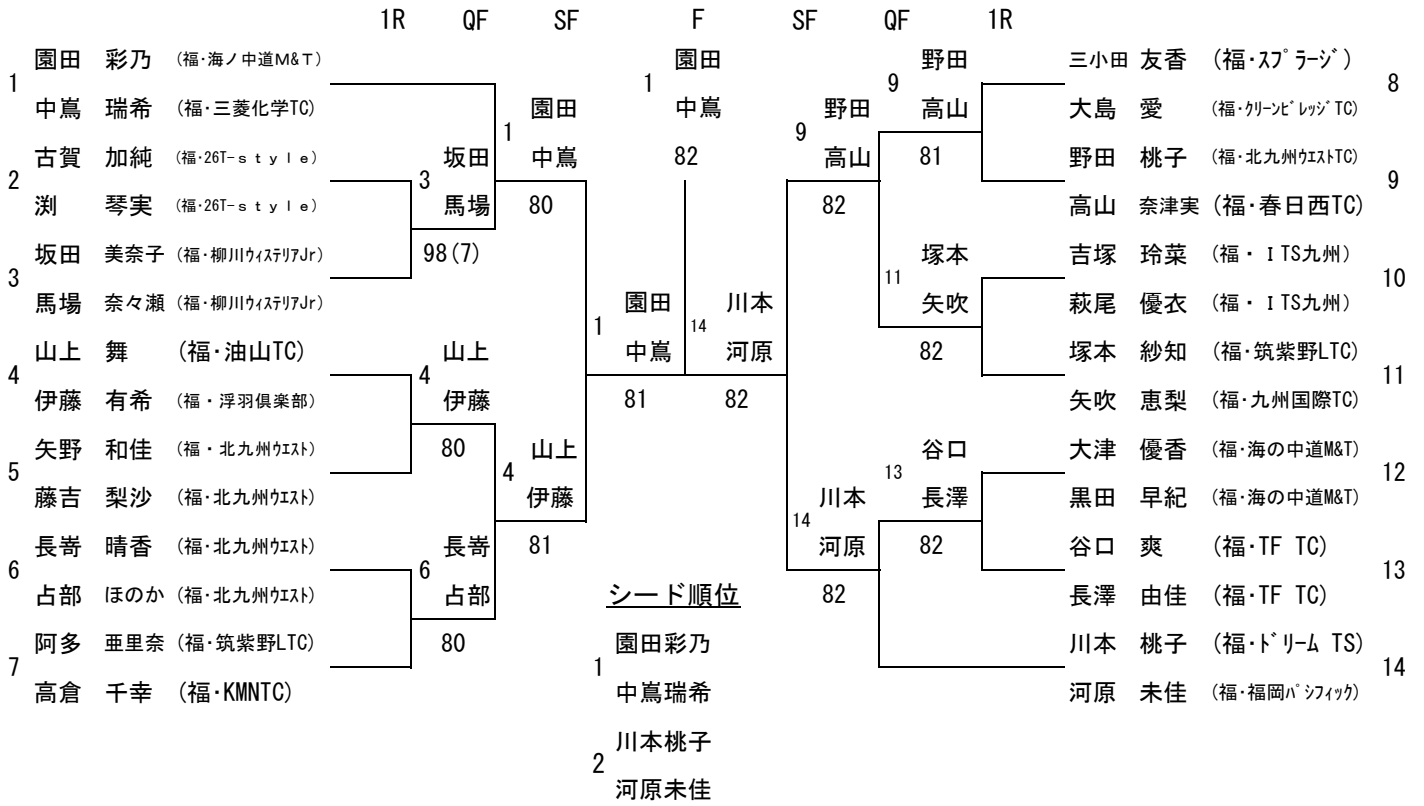 1R QF SF F SF QF 1R
1 園田 彩乃 (福・海ノ中道M&T)
中嶌 瑞希 (福・三菱化学TC)
2 古賀 加純 (福・26T-ｓｔｙｌｅ)
渕 琴実 (福・26T-ｓｔｙｌｅ)
3 坂田 美奈子 (福・柳川ｳｨｽﾃﾘｱJr)
馬場 奈々瀬 (福・柳川ｳｨｽﾃﾘｱJr)
4 山上 舞 (福・油山TC)
伊藤 有希 (福・浮羽倶楽部)
5 矢野 和佳 (福・北九州ｳｴｽﾄ)
藤吉 梨沙 (福・北九州ｳｴｽﾄ)
6 長嵜 晴香 (福・北九州ｳｴｽﾄ)
占部 ほのか (福・北九州ｳｴｽﾄ)
7 阿多 亜里奈 (福・筑紫野LTC)
高倉 千幸 (福・KMNTC)
3 坂田
馬場
98(7)
4 山上
伊藤
80
6 長嵜
占部
80
1 園田
中嶌
80
4 山上
伊藤
81
1 園田
中嶌
81
1 園田
中嶌
82
14 川本
河原
82
9 野田
高山
82
14 川本
河原
82
9 野田
高山
81
11 塚本
矢吹
82
13 谷口
長澤
82
三小田 友香 (福・ｽﾌﾟﾗｰｼﾞ) 8
大島 愛 (福・ｸﾘｰﾝﾋﾞﾚｯｼﾞTC)
野田 桃子 (福・北九州ｳｴｽﾄTC) 9
高山 奈津実 (福・春日西TC)
吉塚 玲菜 (福・ＩTS九州) 10
萩尾 優衣 (福・ＩTS九州)
塚本 紗知 (福・筑紫野LTC) 11
矢吹 恵梨 (福・九州国際TC)
大津 優香 (福・海の中道M&T) 12
黒田 早紀 (福・海の中道M&T)
谷口 爽 (福・TF TC) 13
長澤 由佳 (福・TF TC)
川本 桃子 (福・ﾄﾞﾘｰﾑ TS) 14
河原 未佳 (福・福岡ﾊﾟｼﾌｨｯｸ)
シード順位
1 園田彩乃
中嶌瑞希
2 川本桃子
河原未佳